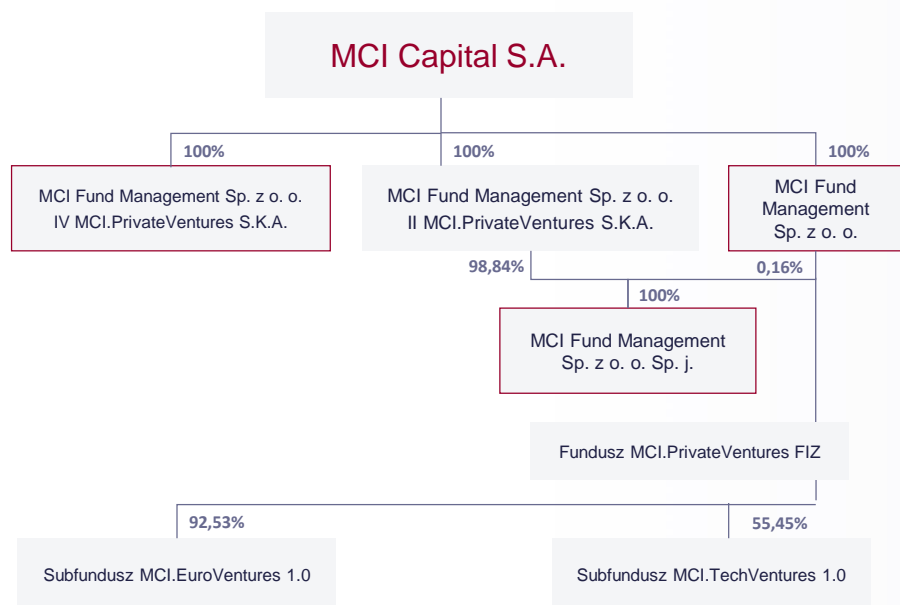 MCI Capital S.A.
100%
100%
100%
MCI Fund Management Sp. z o. o.
IV MCI.PrivateVentures S.K.A.
MCI Fund Management Sp. z o. o.
II MCI.PrivateVentures S.K.A.
MCI Fund
Management
Sp. z o. o.
98,84%
0,16%
100%
MCI Fund Management
Sp. z o. o. Sp. j.
Fundusz MCI.PrivateVentures FIZ
92,53%
55,45%
Subfundusz MCI.EuroVentures 1.0
Subfundusz MCI.TechVentures 1.0